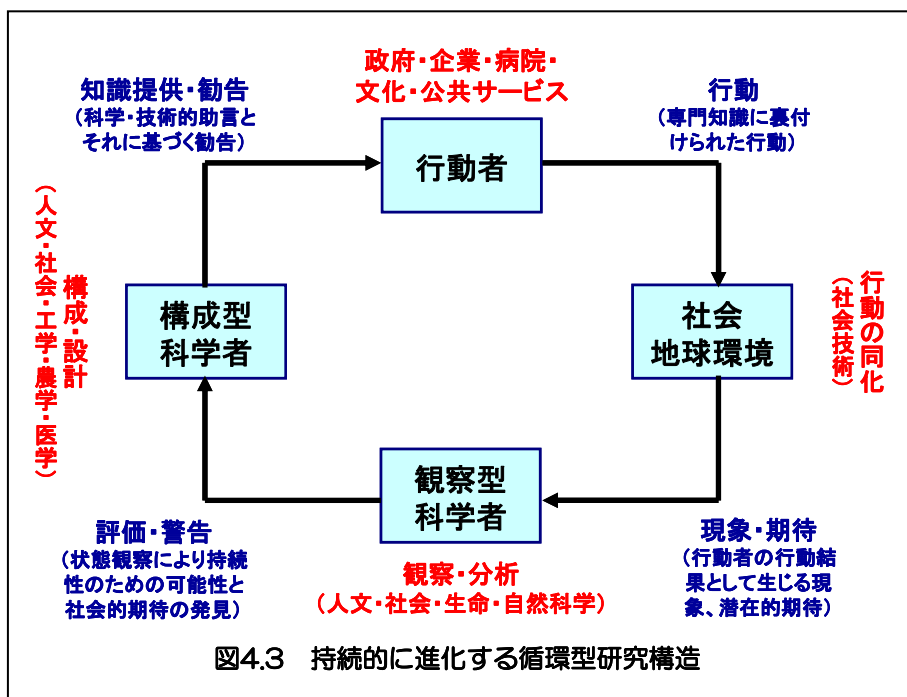 政府・企業・病院・
文化・公共サービス
知識提供・勧告
(科学・技術的助言と
それに基づく勧告)
行動
(専門知識に裏付
けられた行動)
行動者
構成・設計
(人文・社会・工学・農学・医学)
構成型
科学者
社会
地球環境
行動の同化
(社会技術)
観察型
科学者
評価・警告
(状態観察により持続
性のための可能性と
社会的期待の発見)
観察・分析
(人文・社会・生命・自然科学)
現象・期待
(行動者の行動結
果として生じる現
象、潜在的期待)
図4.3 持続的に進化する循環型研究構造